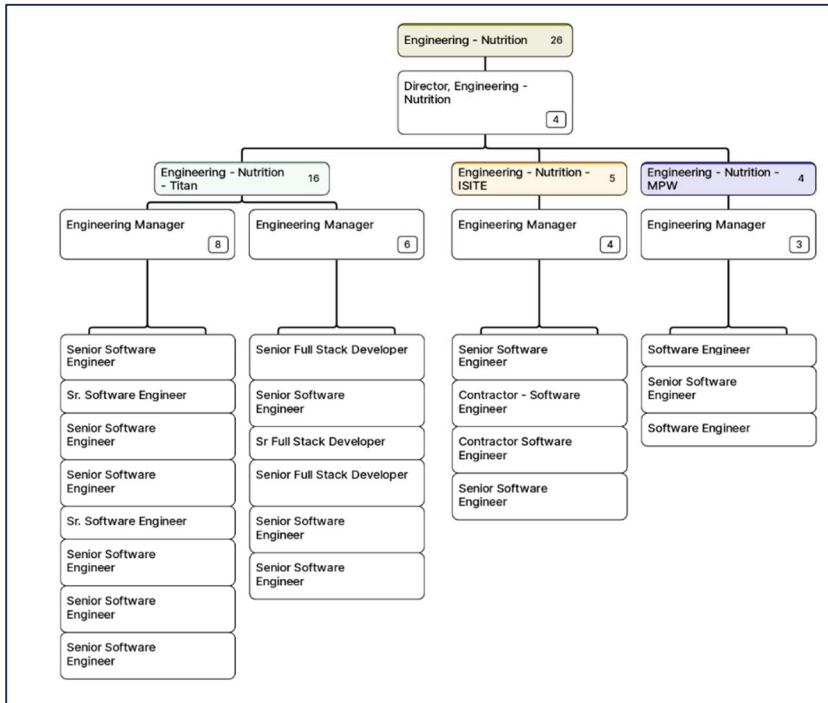 Engineering - Nutrition 26
Director, Engineering -
Nutrition
4
Engineering - Nutrition
- Titan
16
Engineering - Nutrition -
ISITE
5
Engineering - Nutrition -
MPW
4
Engineering Manager
8
Engineering Manager
6
Engineering Manager
4
Engineering Manager
3
Senior Software
Engineer
Sr. Software Engineer
Senior Software
Engineer
Senior Software
Engineer
Sr. Software Engineer
Senior Software
Engineer
Senior Software
Engineer
Senior Software
Engineer
Senior Full Stack Developer
Senior Software
Engineer
Sr Full Stack Developer
Senior Full Stack Developer
Senior Software
Engineer
Senior Software
Engineer
Senior Software
Engineer
Contractor - Software
Engineer
Contractor Software
Engineer
Senior Software
Engineer
Software Engineer
Senior Software
Engineer
Software Engineer